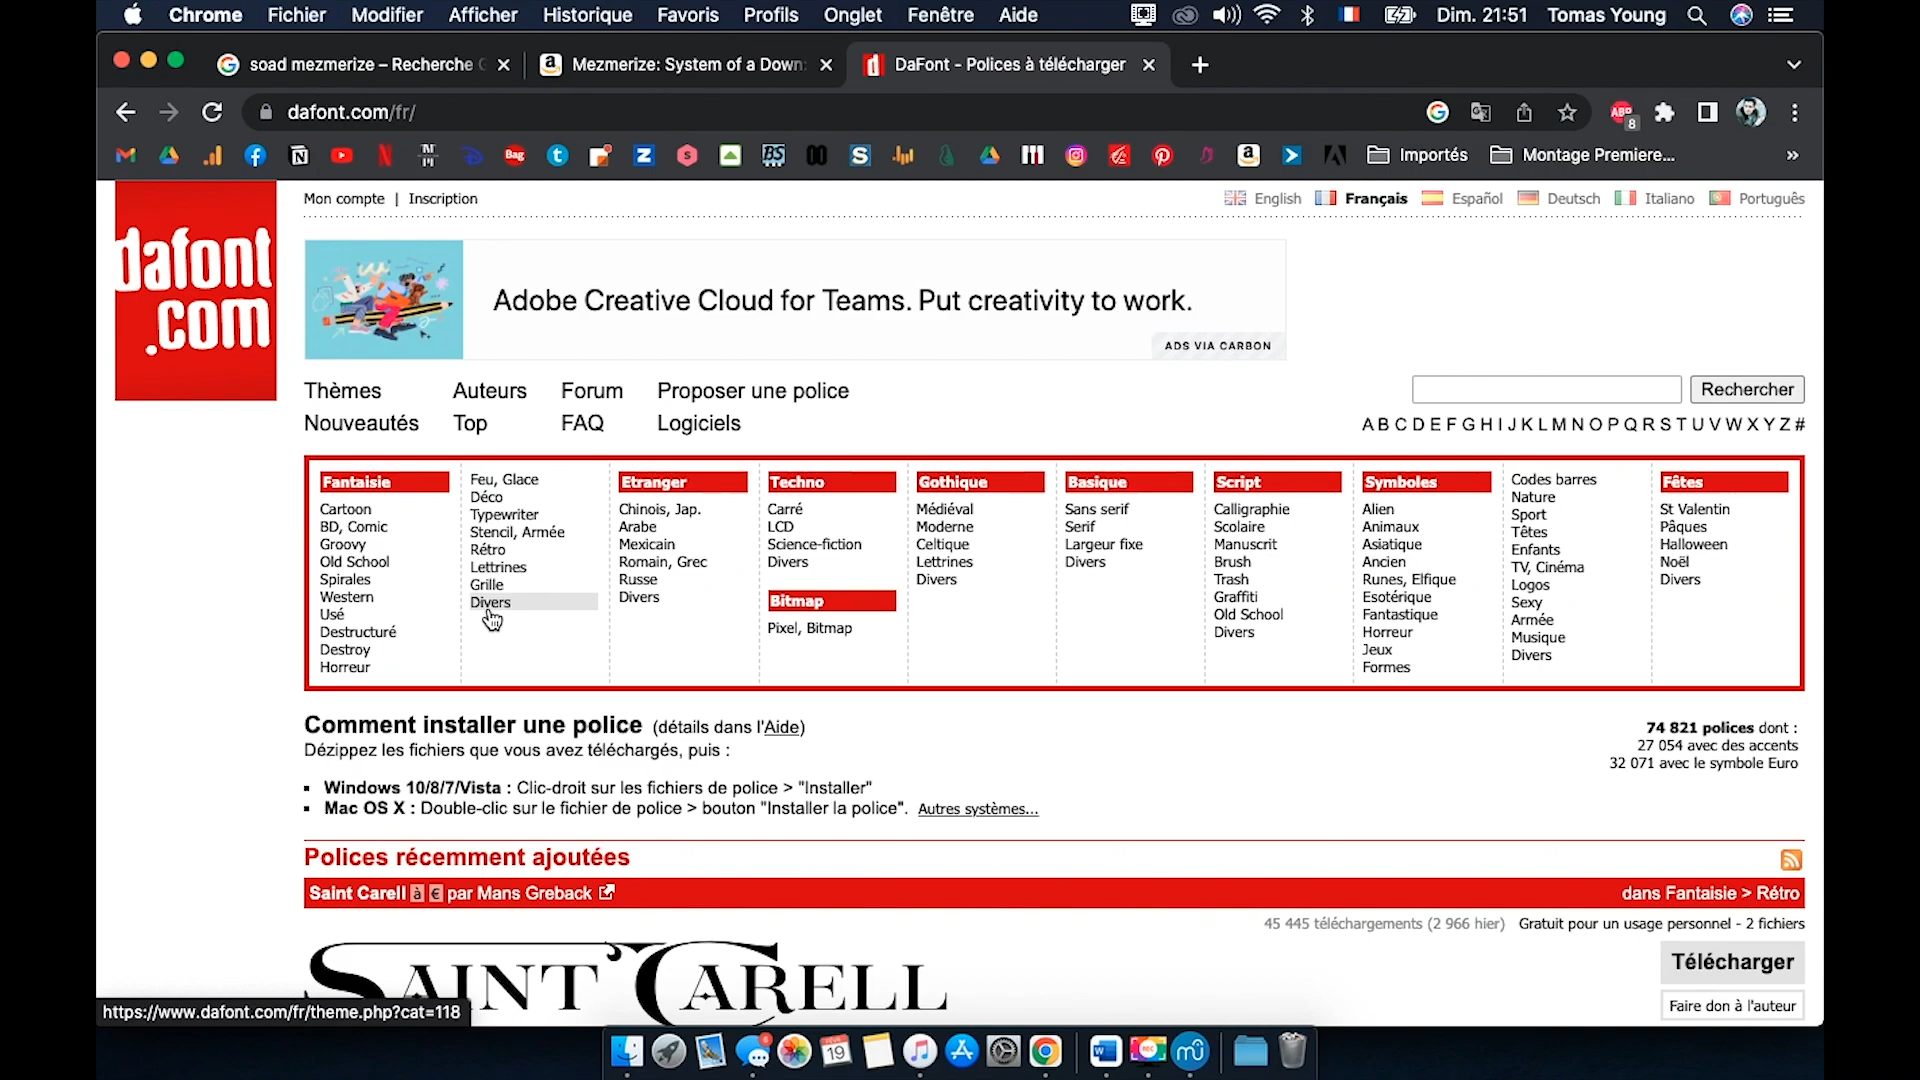 Chrome Fichier Modifier Afficher Historique Favoris Profils Onglet Fenêtre Aide Dim. 21:51 Tomas Young
soad mezmerize – Recherche Mezmerize: System of a Down: DaFont - Polices à télécharger
dafont.com/fr/
ABP 8
Bag BS Importés Montage Premiere...
dafont
.com
Mon compte | Inscription
English Français Español Deutsch Italiano Português
Adobe Creative Cloud for Teams. Put creativity to work.
ADS VIA CARBON
Thèmes Auteurs Forum Proposer une police
Rechercher
Nouveautés Top FAQ Logiciels
A B C D E F G H I J K L M N O P Q R S T U V W X Y Z #
Fantaisie
Cartoon
BD, Comic
Groovy
Old School
Spirales
Western
Usé
Destructuré
Destroy
Horreur
Feu, Glace
Déco
Typewriter
Stencil, Armée
Rétro
Lettrines
Grille
Divers
Etranger
Chinois, Jap.
Arabe
Mexicain
Romain, Grec
Russe
Divers
Techno
Carré
LCD
Science-fiction
Divers
Bitmap
Pixel, Bitmap
Gothique
Médiéval
Moderne
Celtique
Lettrines
Divers
Basique
Sans serif
Serif
Largeur fixe
Divers
Script
Calligraphie
Scolaire
Manuscrit
Brush
Trash
Graffiti
Old School
Divers
Symboles
Alien
Animaux
Asiatique
Ancien
Runes, Elfique
Esotérique
Fantastique
Horreur
Jeux
Formes
Codes barres
Nature
Sport
Têtes
Enfants
TV, Cinéma
Logos
Sexy
Armée
Musique
Divers
Fêtes
St Valentin
Pâques
Halloween
Noël
Divers
Comment installer une police (détails dans l'Aide)
Dézippez les fichiers que vous avez téléchargés, puis :
Windows 10/8/7/Vista : Clic-droit sur les fichiers de police > "Installer"
Mac OS X : Double-clic sur le fichier de police > bouton "Installer la police". Autres systèmes...
74 821 polices dont :
27 054 avec des accents
32 071 avec le symbole Euro
Polices récemment ajoutées
Saint Carell à € par Mans Greback
dans Fantaisie > Rétro
45 445 téléchargements (2 966 hier) Gratuit pour un usage personnel - 2 fichiers
SAINT CARELL
Télécharger
Faire don à l'auteur
https://www.dafont.com/fr/theme.php?cat=118
19